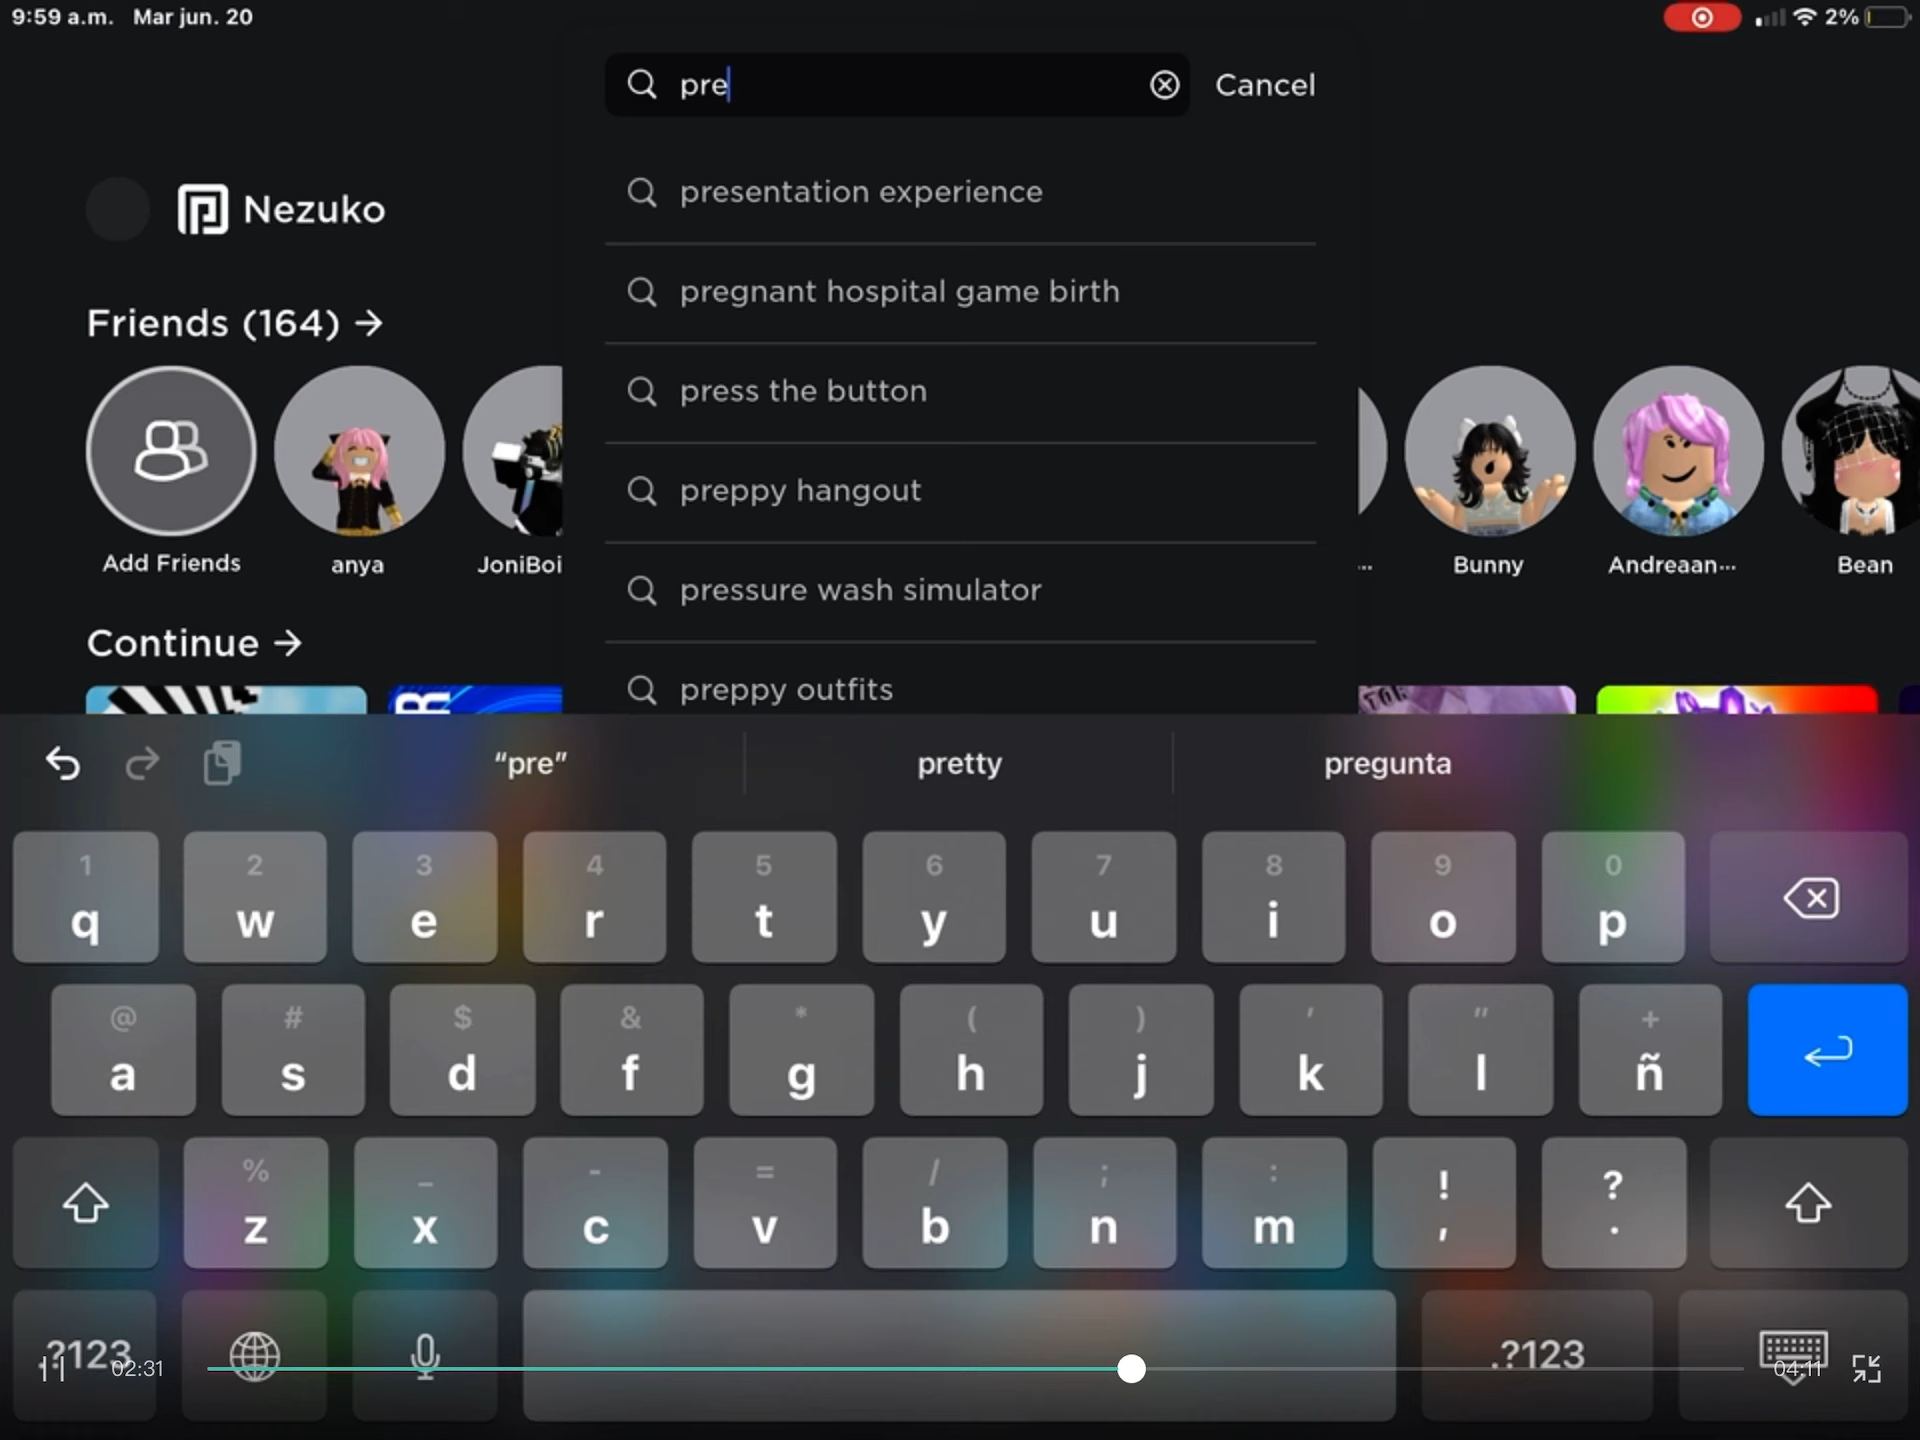 9:59 a.m. Mar jun. 20
2%
pre
Cancel
presentation experience
Nezuko
pregnant hospital game birth
Friends (164) →
press the button
preppy hangout
Add Friends
anya
JoniBoi
...
Bunny
Andreaan...
Bean
pressure wash simulator
Continue →
preppy outfits
R
TOR
"pre"
pretty
pregunta
1 2 3 4 5 6 7 8 9 0
q w e r t y u i o p
@ # $ & * ( ) ' " +
a s d f g h j k l ñ
% _ - = / ; : ! ?
z x c v b n m , .
.?123
.?123
02:31
04:11